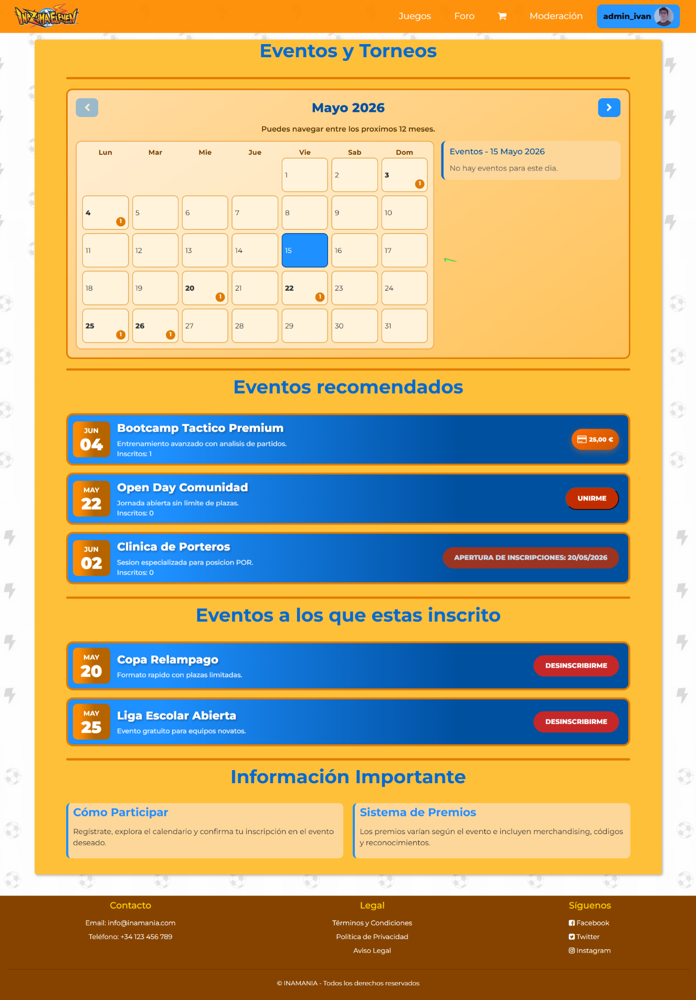 INAZUMA ELEVEN
Juegos
Foro
Moderación
admin_ivan
Eventos y Torneos
Mayo 2026
Puedes navegar entre los proximos 12 meses.
Lun Mar Mie Jue Vie Sab Dom
1 2 3 1
4 1 5 6 7 8 9 10
11 12 13 14 15 16 17
18 19 20 1 21 22 1 23 24
25 1 26 1 27 28 29 30 31
Eventos - 15 Mayo 2026
No hay eventos para este dia.
Eventos recomendados
JUN
04
Bootcamp Tactico Premium
Entrenamiento avanzado con analisis de partidos.
Inscritos: 1
25,00 €
MAY
22
Open Day Comunidad
Jornada abierta sin limite de plazas.
Inscritos: 0
UNIRME
JUN
02
Clinica de Porteros
Sesion especializada para posicion POR.
Inscritos: 0
APERTURA DE INSCRIPCIONES: 20/05/2026
Eventos a los que estas inscrito
MAY
20
Copa Relampago
Formato rapido con plazas limitadas.
DESINSCRIBIRME
MAY
25
Liga Escolar Abierta
Evento gratuito para equipos novatos.
DESINSCRIBIRME
Información Importante
Cómo Participar
Regístrate, explora el calendario y confirma tu inscripción en el evento
deseado.
Sistema de Premios
Los premios varían según el evento e incluyen merchandising, códigos
y reconocimientos.
Contacto
Email: info@inamania.com
Teléfono: +34 123 456 789
Legal
Términos y Condiciones
Política de Privacidad
Aviso Legal
Síguenos
Facebook
Twitter
Instagram
© INAMANIA - Todos los derechos reservados